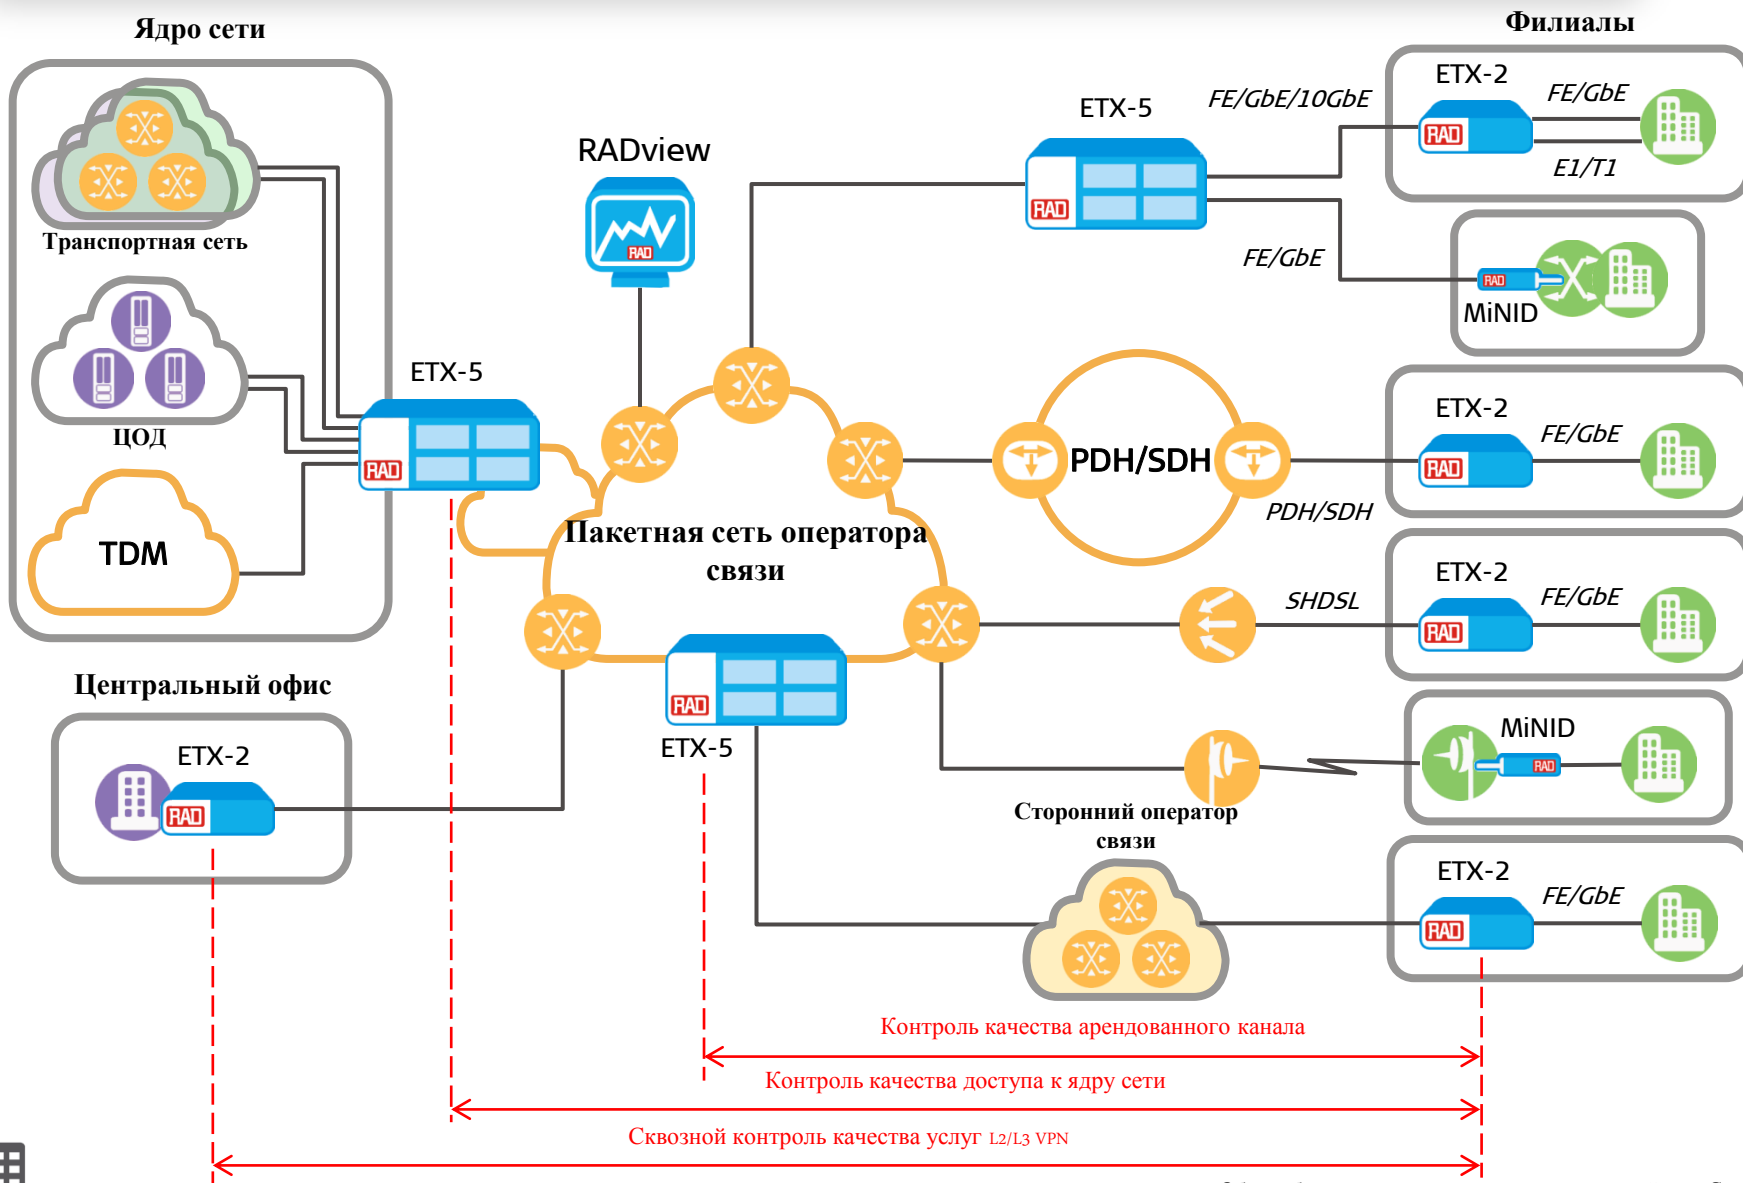 Ядро сети
Филиалы
ETX-2
FE/GbE/10GbE
FE/GbE
ETX-5
RAD
E1/T1
RADview
RAD
RAD
Транспортная сеть
RAD
FE/GbE
RAD
MiNID
ETX-5
ETX-2
ЦОД
FE/GbE
RAD
PDH/SDH
RAD
PDH/SDH
Пакетная сеть оператора
связи
TDM
ETX-2
SHDSL
FE/GbE
RAD
Центральный офис
RAD
ETX-5
MiNID
ETX-2
RAD
RAD
Сторонний оператор
связи
ETX-2
FE/GbE
RAD
Контроль качества арендованного канала
Контроль качества доступа к ядру сети
Сквозной контроль качества услуг L2/L3 VPN